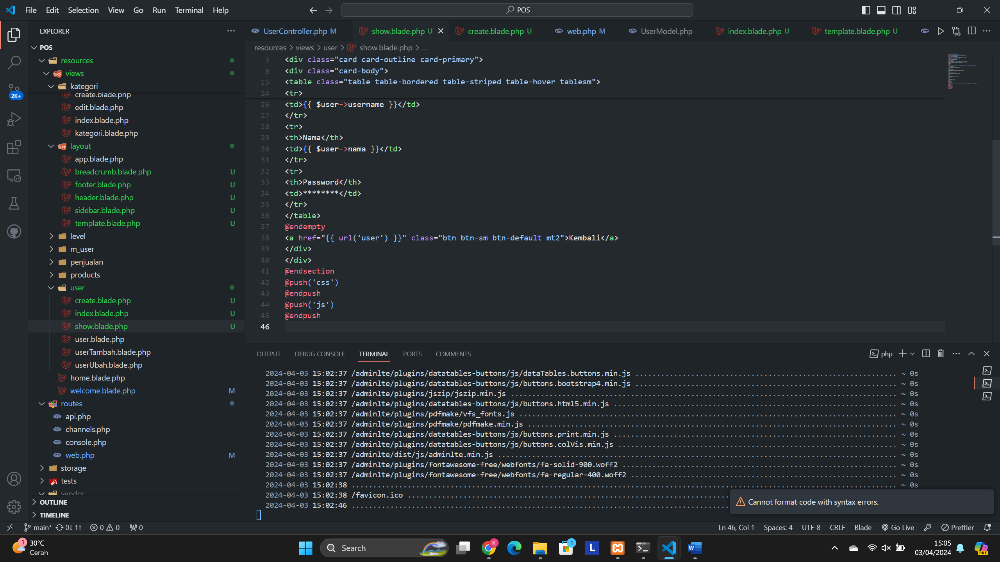 File Edit Selection View Go Run Terminal Help
POS
EXPLORER
POS
resources
views
kategori
create.blade.php
edit.blade.php
index.blade.php
kategori.blade.php
layout
app.blade.php
breadcrumb.blade.php U
footer.blade.php U
header.blade.php U
sidebar.blade.php U
template.blade.php U
level
m_user
penjualan
products
user
create.blade.php U
index.blade.php U
show.blade.php U
user.blade.php
userTambah.blade.php
userUbah.blade.php
home.blade.php
welcome.blade.php M
routes
api.php
channels.php
console.php
web.php M
storage
tests
vendor
OUTLINE
TIMELINE
2K+
UserController.php M show.blade.php U create.blade.php U web.php M UserModel.php index.blade.php U template.blade.php U
resources > views > user > show.blade.php > ...
3 <div class="card card-outline card-primary">
8 <div class="card-body">
15 <table class="table table-bordered table-striped table-hover tablesm">
24 <tr>
26 <td>{{ $user->username }}</td>
27 </tr>
28 <tr>
29 <th>Nama</th>
30 <td>{{ $user->nama }}</td>
31 </tr>
32 <tr>
33 <th>Password</th>
34 <td>********</td>
35 </tr>
36 </table>
37 @endempty
38 <a href="{{ url('user') }}" class="btn btn-sm btn-default mt2">Kembali</a>
39 </div>
40 </div>
41 @endsection
42 @push('css')
43 @endpush
44 @push('js')
45 @endpush
46
OUTPUT DEBUG CONSOLE TERMINAL PORTS COMMENTS php
2024-04-03 15:02:37 /adminlte/plugins/datatables-buttons/js/dataTables.buttons.min.js ~ 0s
2024-04-03 15:02:37 /adminlte/plugins/datatables-buttons/js/buttons.bootstrap4.min.js ~ 0s
2024-04-03 15:02:37 /adminlte/plugins/jszip/jszip.min.js ~ 0s
2024-04-03 15:02:37 /adminlte/plugins/datatables-buttons/js/buttons.html5.min.js ~ 0s
2024-04-03 15:02:37 /adminlte/plugins/pdfmake/vfs_fonts.js ~ 0s
2024-04-03 15:02:37 /adminlte/plugins/pdfmake/pdfmake.min.js ~ 0s
2024-04-03 15:02:37 /adminlte/plugins/datatables-buttons/js/buttons.print.min.js ~ 0s
2024-04-03 15:02:37 /adminlte/plugins/datatables-buttons/js/buttons.colVis.min.js ~ 0s
2024-04-03 15:02:37 /adminlte/dist/js/adminlte.min.js ~ 0s
2024-04-03 15:02:37 /adminlte/plugins/fontawesome-free/webfonts/fa-solid-900.woff2 ~ 0s
2024-04-03 15:02:37 /adminlte/plugins/fontawesome-free/webfonts/fa-regular-400.woff2 ~ 0s
2024-04-03 15:02:38 ~ 0s
2024-04-03 15:02:38 /favicon.ico
2024-04-03 15:02:46
Cannot format code with syntax errors.
main* 0↓ 1↑ 0 0 0 Ln 46, Col 1 Spaces: 4 UTF-8 CRLF Blade Go Live Prettier
1 30°C
Cerah
Search
K
1
L
W
PRE
15:05
03/04/2024